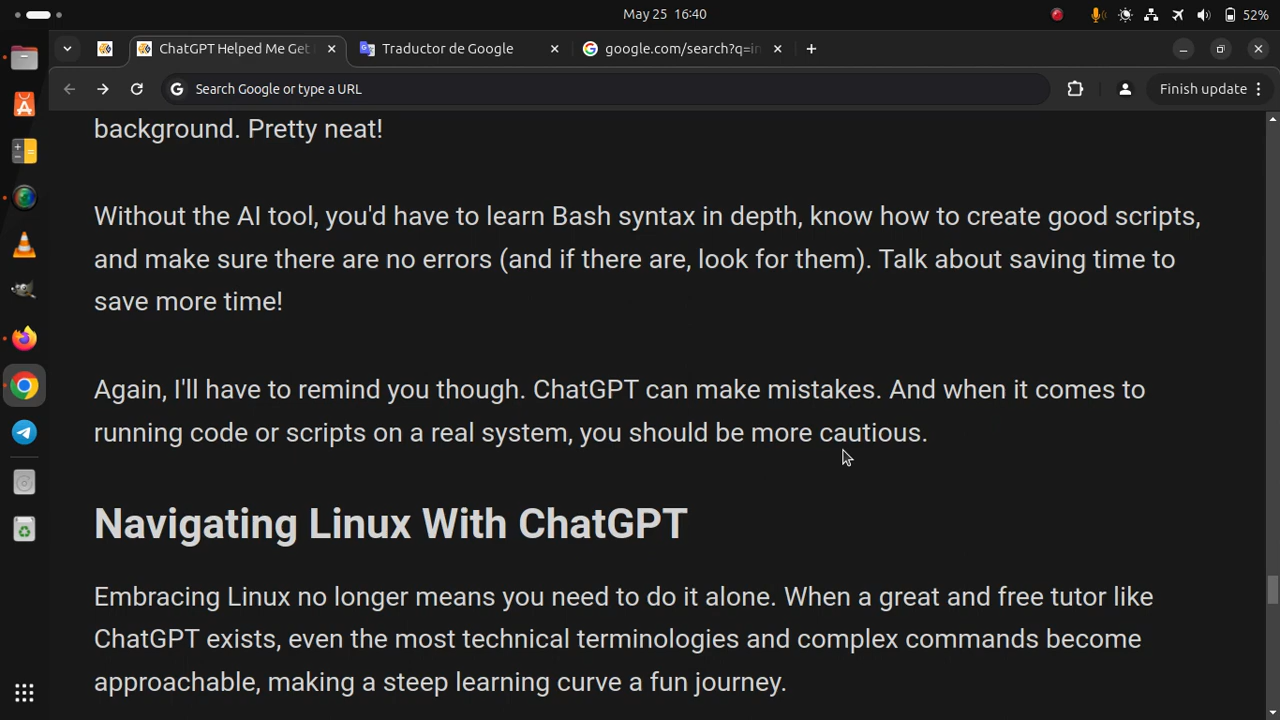 May 25 16:40
52%
ChatGPT Helped Me Get
Traductor de Google
google.com/search?q=in
Search Google or type a URL
Finish update
background. Pretty neat!
Without the AI tool, you'd have to learn Bash syntax in depth, know how to create good scripts,
and make sure there are no errors (and if there are, look for them). Talk about saving time to
save more time!
Again, I'll have to remind you though. ChatGPT can make mistakes. And when it comes to
running code or scripts on a real system, you should be more cautious.
Navigating Linux With ChatGPT
Embracing Linux no longer means you need to do it alone. When a great and free tutor like
ChatGPT exists, even the most technical terminologies and complex commands become
approachable, making a steep learning curve a fun journey.